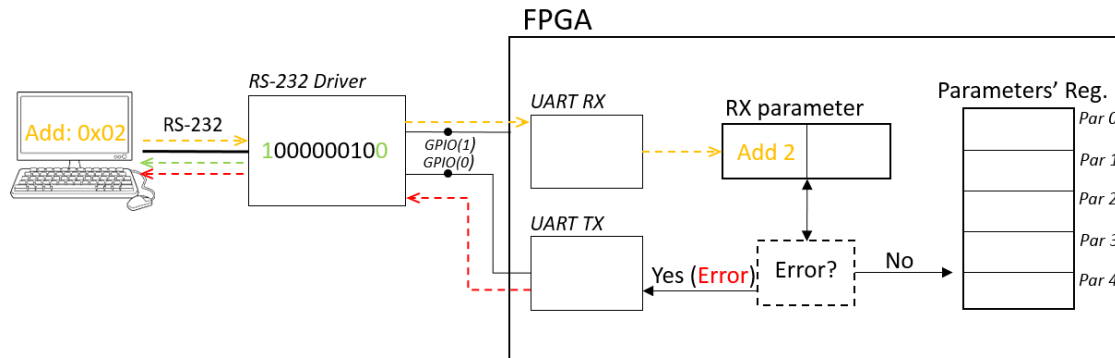 FPGA
RS-232 Driver
Add: 0x02
RS-232
1000000100
GPIO(1)
GPIO(0)
UART RX
RX parameter
Add 2
Parameters' Reg.
Par 0
Par 1
Par 2
Par 3
Par 4
UART TX
Yes (Error)
Error?
No